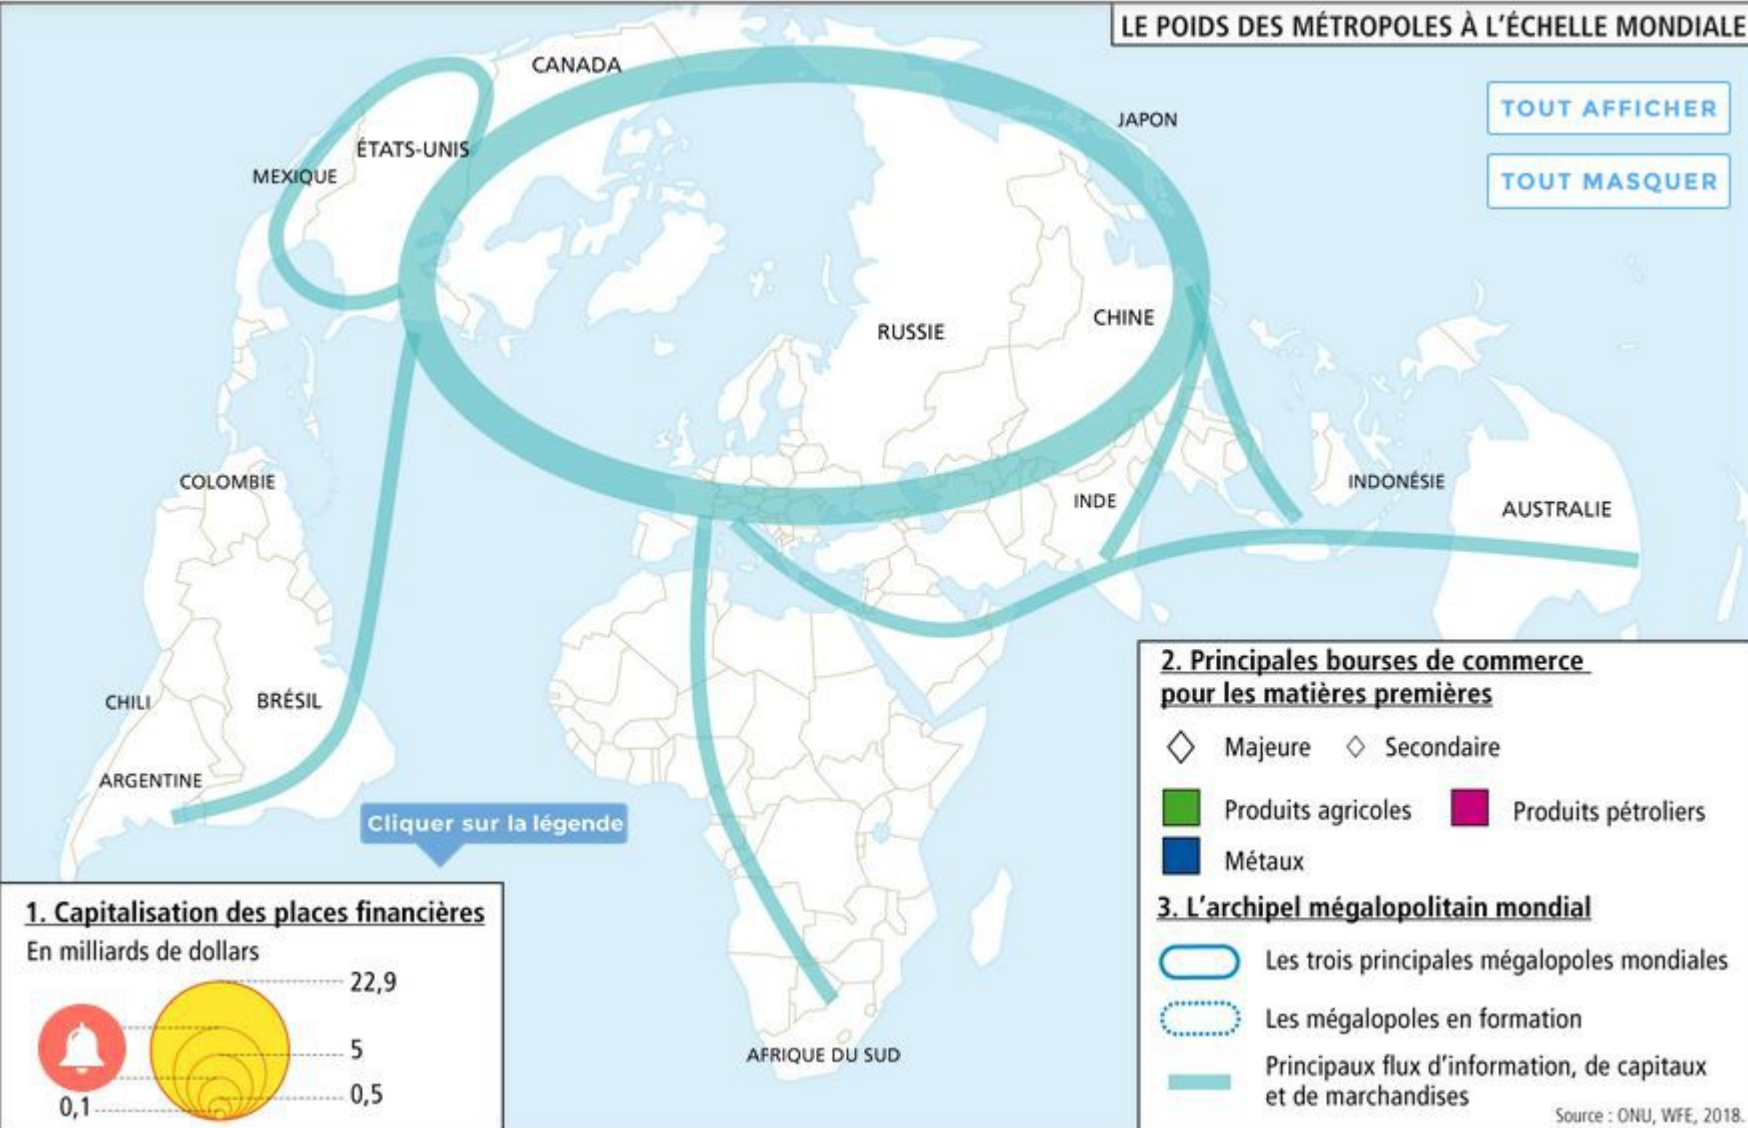 LE POIDS DES MÉTROPOLES À L'ÉCHELLE MONDIALE
TOUT AFFICHER
TOUT MASQUER
CANADA
JAPON
ÉTATS-UNIS
MEXIQUE
RUSSIE
CHINE
COLOMBIE
INDE
INDONÉSIE
AUSTRALIE
CHILI
BRÉSIL
ARGENTINE
AFRIQUE DU SUD
Cliquer sur la légende
1. Capitalisation des places financières
En milliards de dollars
22,9
5
0,5
0,1
2. Principales bourses de commerce
pour les matières premières
Majeure
Secondaire
Produits agricoles
Produits pétroliers
Métaux
3. L'archipel mégalopolitain mondial
Les trois principales mégalopoles mondiales
Les mégalopoles en formation
Principaux flux d'information, de capitaux
et de marchandises
Source : ONU, WFE, 2018.